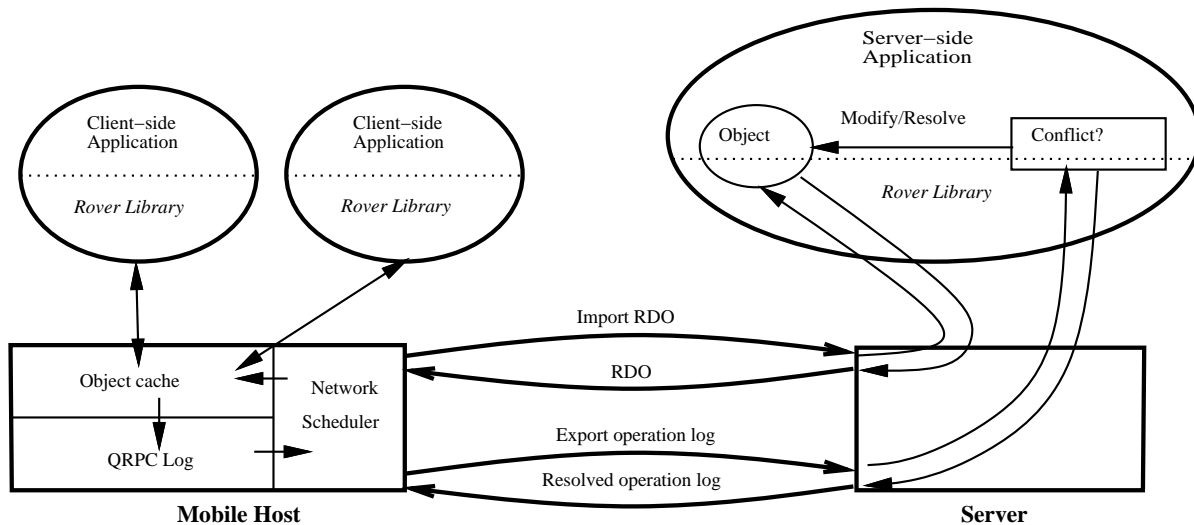 Server−side
Application
Client−side
Application
Client−side
Application
Object
Modify/Resolve
Conflict?
Rover Library
Rover Library
Rover Library
Import RDO
Object cache
RDO
Network
Scheduler
Export operation log
QRPC Log
Resolved operation log
Mobile Host
Server